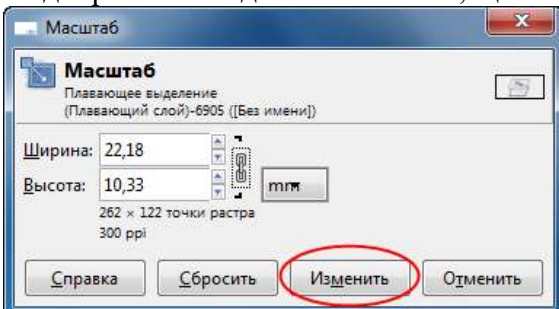 Масштаб
Масштаб
Плавающее выделение
(Плавающий слой)-6905 ([Без имени])
Ширина: 22,18
Высота: 10,33 mm
262 × 122 точки растра
300 ppi
Справка Сбросить Изменить Отменить